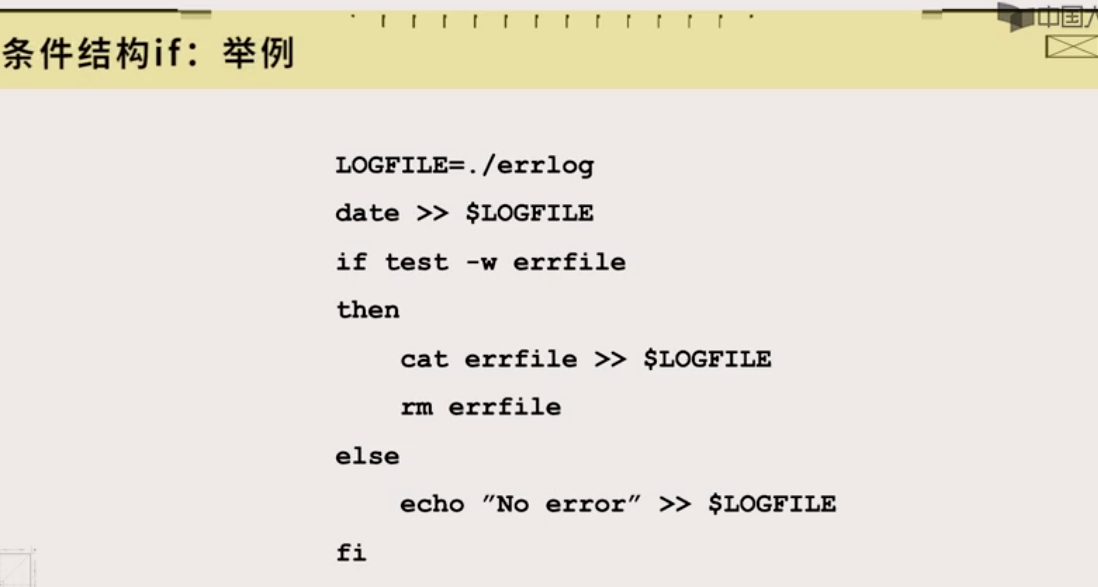 中国人
条件结构if：举例
LOGFILE=./errlog
date >> $LOGFILE
if test -w errfile
then
    cat errfile >> $LOGFILE
    rm errfile
else
    echo "No error" >> $LOGFILE
fi